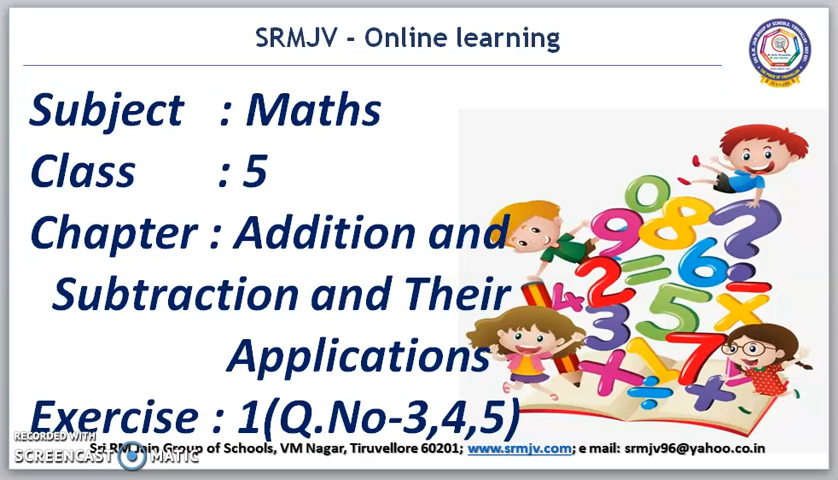 SRMJV - Online learning
Subject : Maths
Class : 5
Chapter : Addition and
Subtraction and Their
Applications
Exercise : 1(Q.No-3,4,5)
Sri RM Jain Group of Schools, VM Nagar, Tiruvellore 60201; www.srmjv.com; e mail: srmjv96@yahoo.co.in
RECORDED WITH
SCREENCAST MATIC